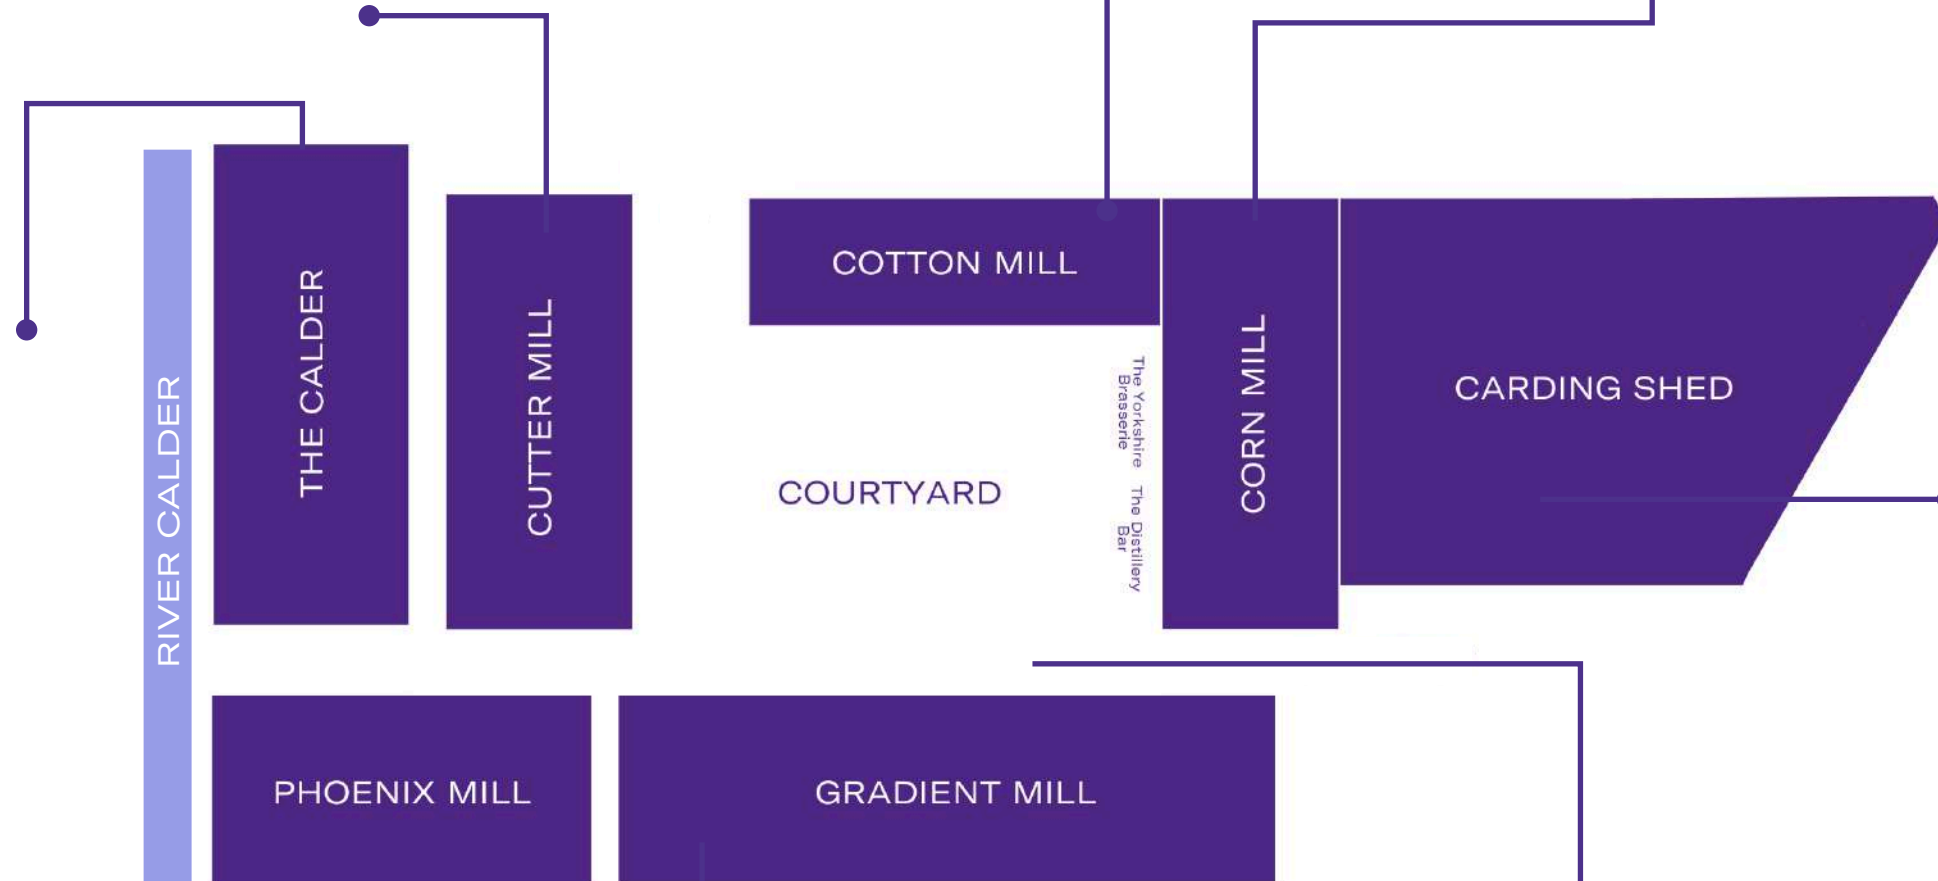 RIVER CALDER
THE CALDER
CUTTER MILL
COTTON MILL
COURTYARD
The Yorkshire
Brasserie
The Distillery
Bar
CORN MILL
CARDING SHED
PHOENIX MILL
GRADIENT MILL